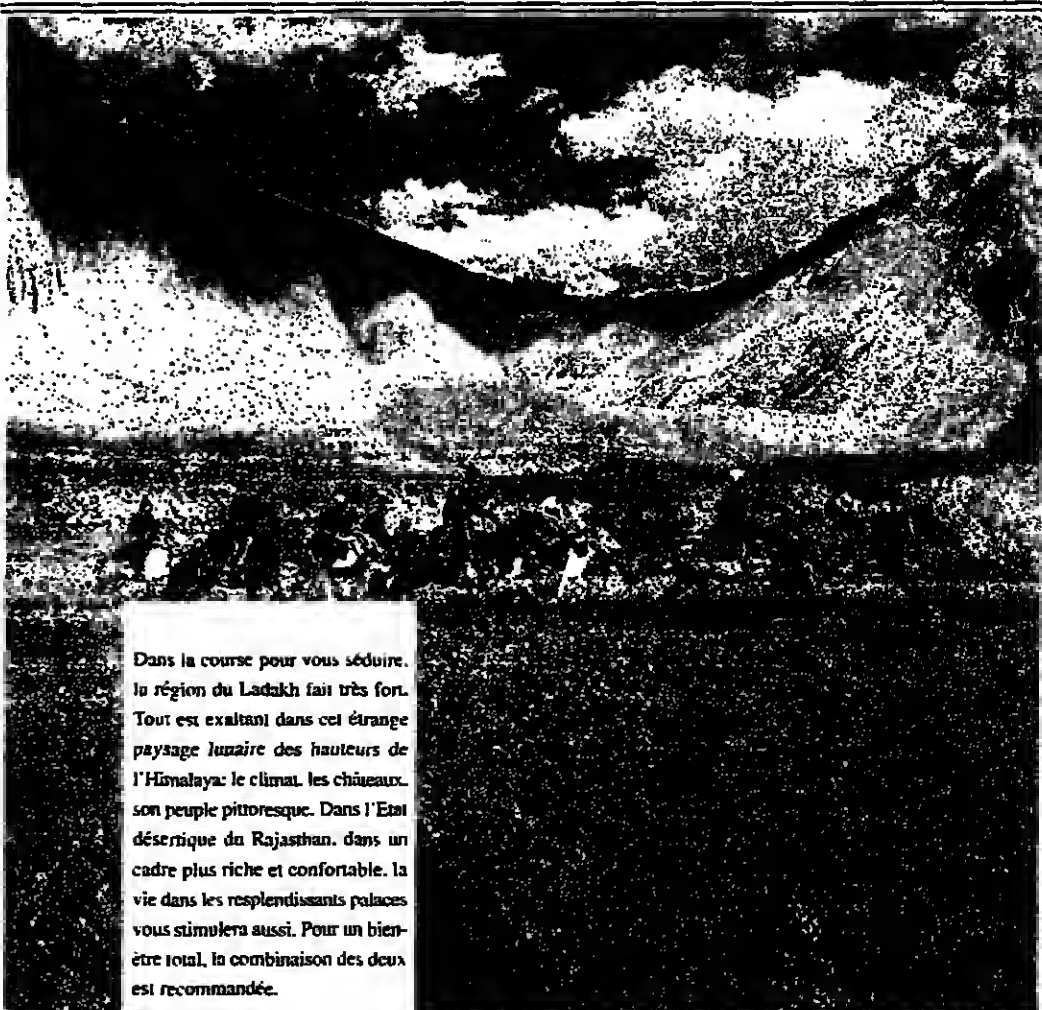 Dans la course pour vous séduire,
la région du Ladakh fait très fort.
Tout est exaltant dans cet étrange
paysage lunaire des hauteurs de
l'Himalaya: le climat, les châteaux,
son peuple pittoresque. Dans l'Etat
désertique du Rajasthan, dans un
cadre plus riche et confortable, la
vie dans les resplendissants palaces
vous stimulera aussi. Pour un bien-
être total, la combinaison des deux
est recommandée.